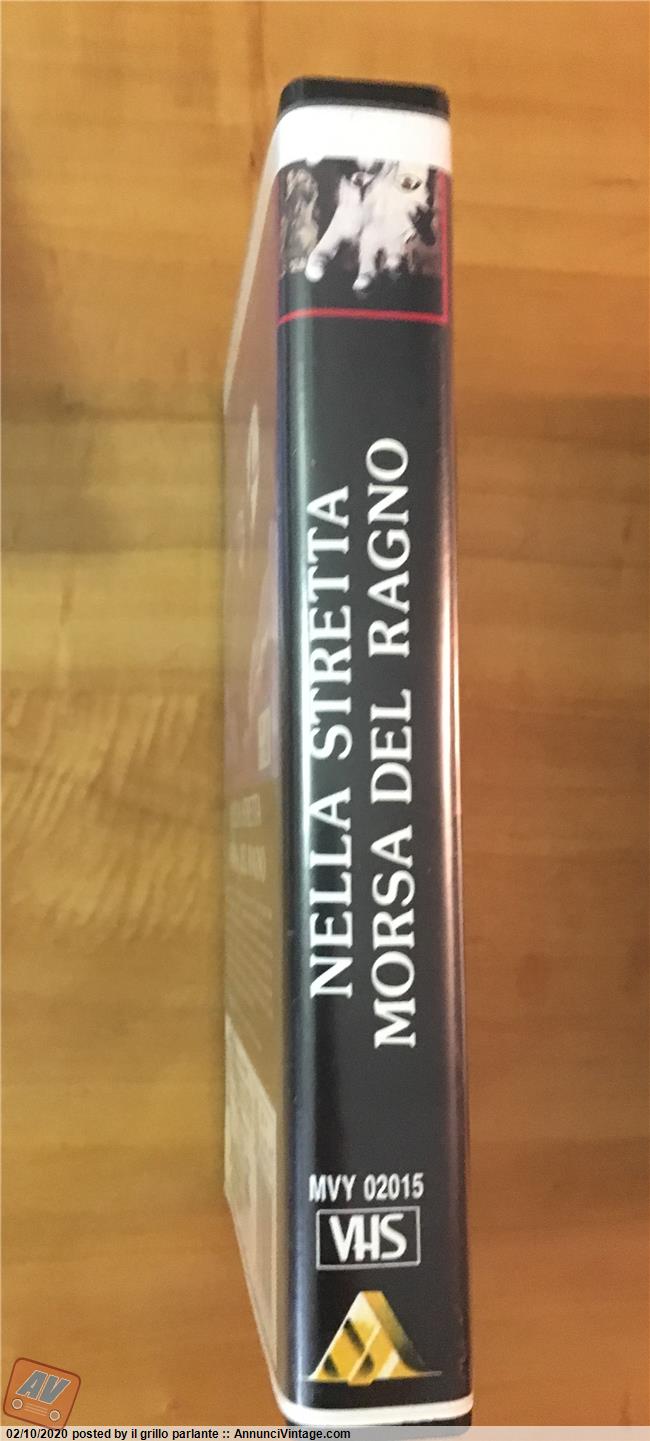 NELLA STRETTA
MORSA DEL RAGNO
MVY 02015
VHS
AV
02/10/2020 posted by il grillo parlante :: AnnunciVintage.com